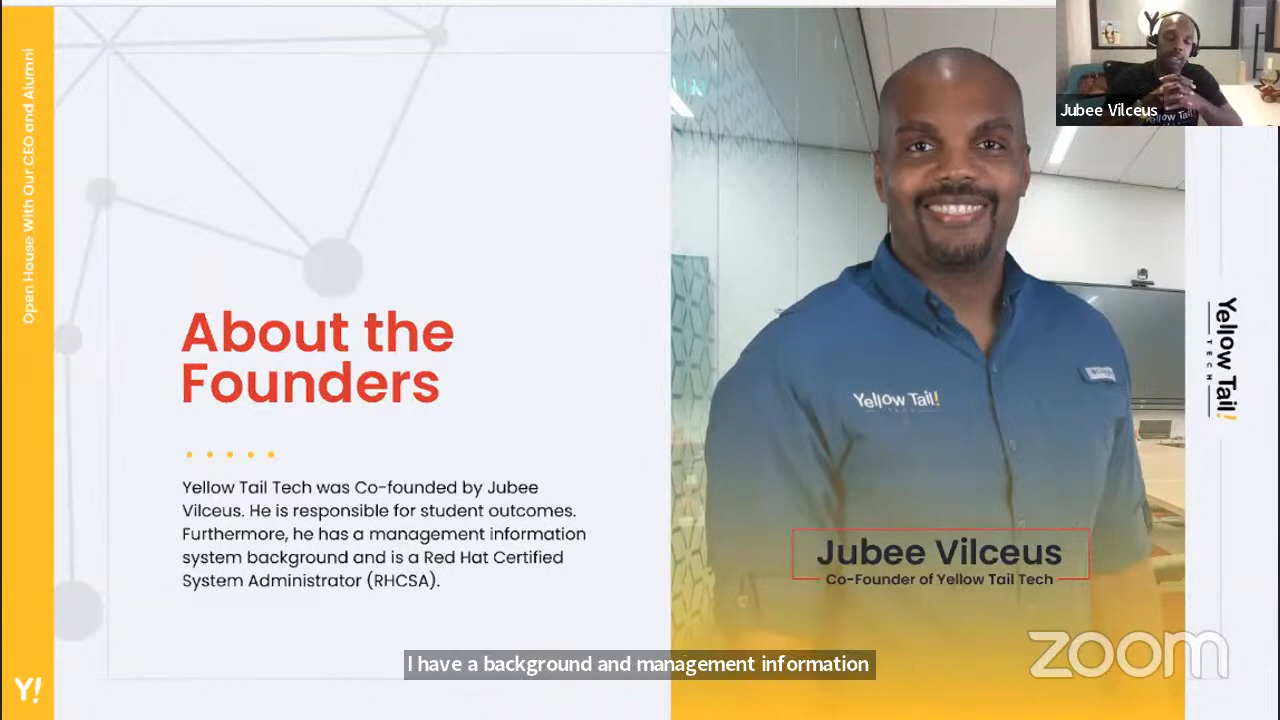 Open House With Our CEO and Alumni
Y!
About the
Founders
Yellow Tail Tech was Co-founded by Jubee
Vilceus. He is responsible for student outcomes.
Furthermore, he has a management information
system background and is a Red Hat Certified
System Administrator (RHCSA).
Yellow Tail!
TECH
Jubee Vilceus
Co-Founder of Yellow Tail Tech
Y
Yellow Tail!
Jubee Vilceus
Yellow Tail!
TECH
zoom
I have a background and management information